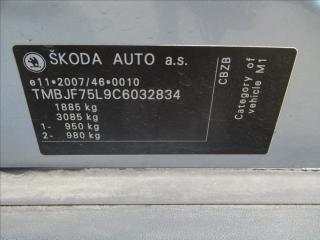 ŠKODA AUTO a.s.
e11*2007/46*0010
TMBJF75L9C6032834
1885 kg
3085 kg
1- 950 kg
2- 980 kg
CBZB
Category of
vehicle M1